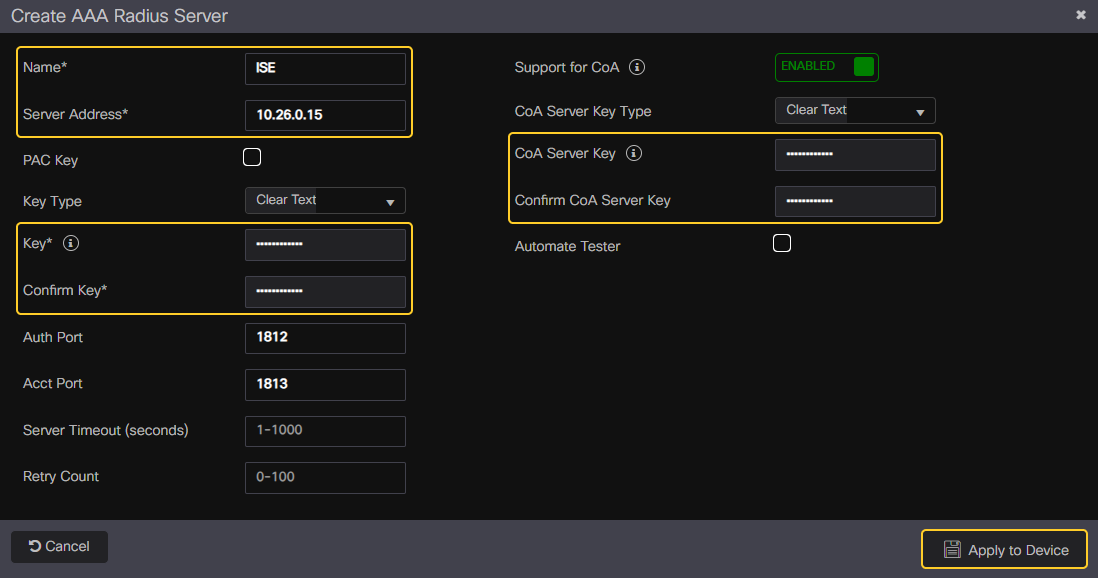 Create AAA Radius Server
Name*
ISE
Server Address*
10.26.0.15
PAC Key
Key Type
Clear Text
Key*
••••••••••••
Confirm Key*
••••••••••••
Auth Port
1812
Acct Port
1813
Server Timeout (seconds)
1-1000
Retry Count
0-100
Support for CoA
ENABLED
CoA Server Key Type
Clear Text
CoA Server Key
••••••••••••
Confirm CoA Server Key
••••••••••••
Automate Tester
Cancel
Apply to Device